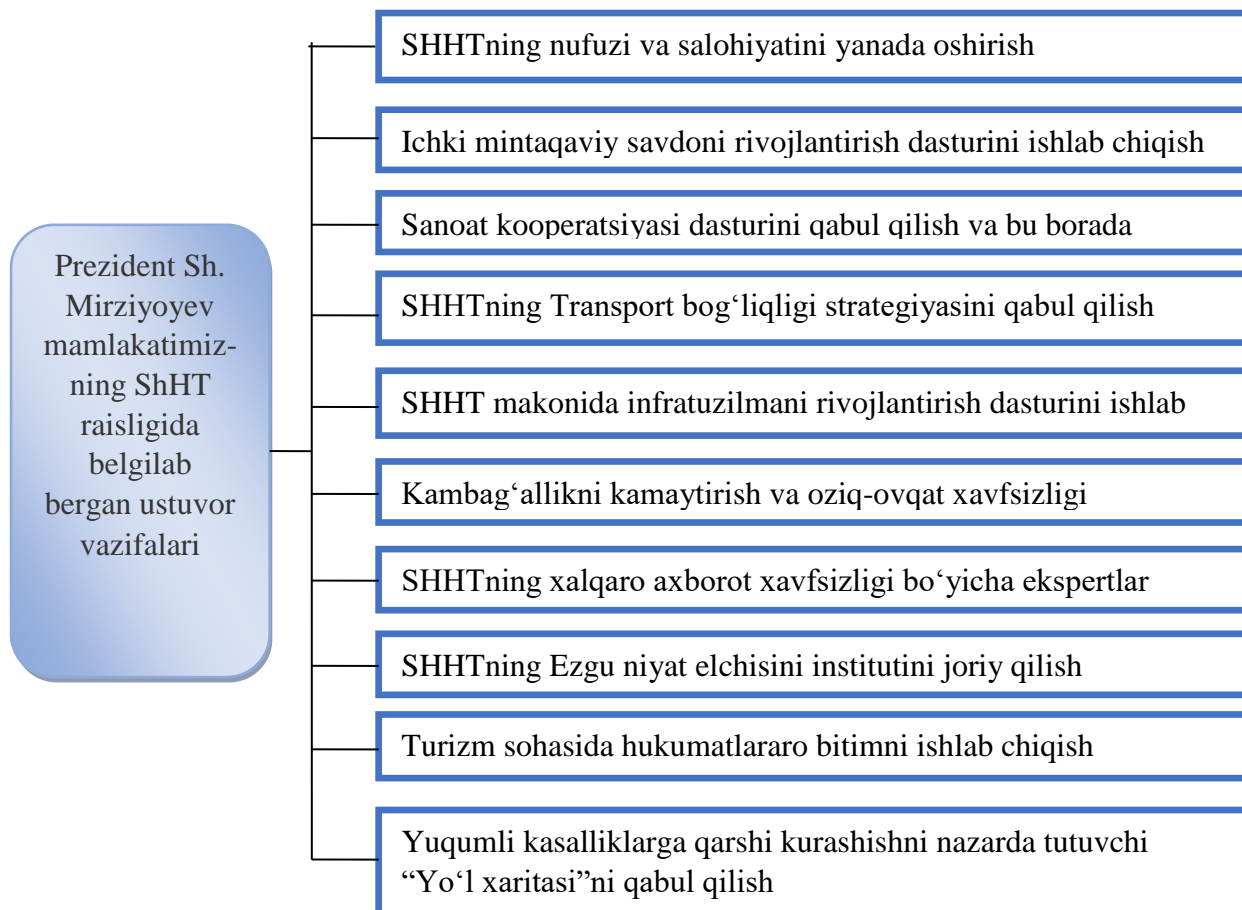 Prezident Sh.
Mirziyoyev
mamlakatimiz-
ning ShHT
raisligida
belgilab
bergan ustuvor
vazifalari
SHHTning nufuzi va salohiyatini yanada oshirish
Ichki mintaqaviy savdoni rivojlantirish dasturini ishlab chiqish
Sanoat kooperatsiyasi dasturini qabul qilish va bu borada
SHHTning Transport bog‘liqligi strategiyasini qabul qilish
SHHT makonida infratuzilmani rivojlantirish dasturini ishlab
Kambag‘allikni kamaytirish va oziq-ovqat xavfsizligi
SHHTning xalqaro axborot xavfsizligi bo‘yicha ekspertlar
SHHTning Ezgu niyat elchisini institutini joriy qilish
Turizm sohasida hukumatlararo bitimni ishlab chiqish
Yuqumli kasalliklarga qarshi kurashishni nazarda tutuvchi
“Yo‘l xaritasi”ni qabul qilish